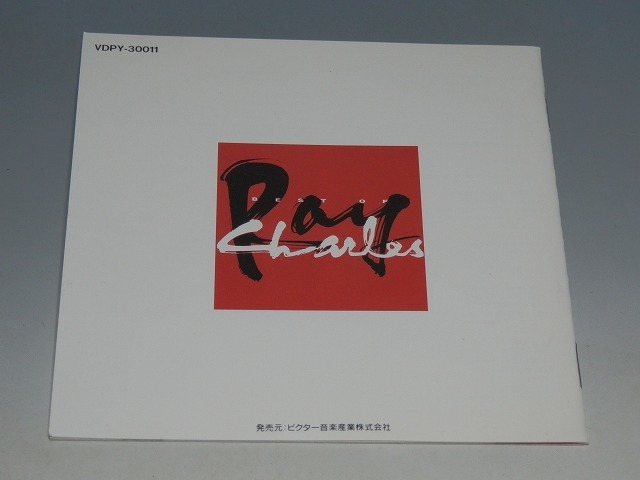 VDPY-30011
BEST OF
Ray
Charles
発売元:ビクター音楽産業株式会社